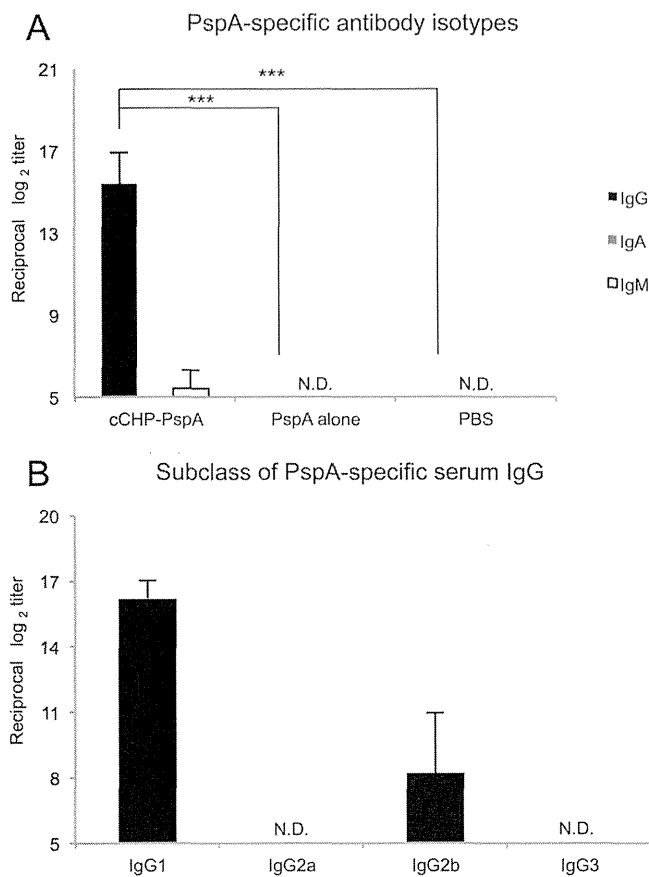 A
PspA-specific antibody isotypes
21
17
13
9
5
Reciprocal log 2 titer
***
***
N.D.
N.D.
cCHP-PspA
PspA alone
PBS
IgG
IgA
IgM
B
Subclass of PspA-specific serum IgG
20
17
14
11
8
5
Reciprocal log 2 titer
N.D.
N.D.
IgG1
IgG2a
IgG2b
IgG3